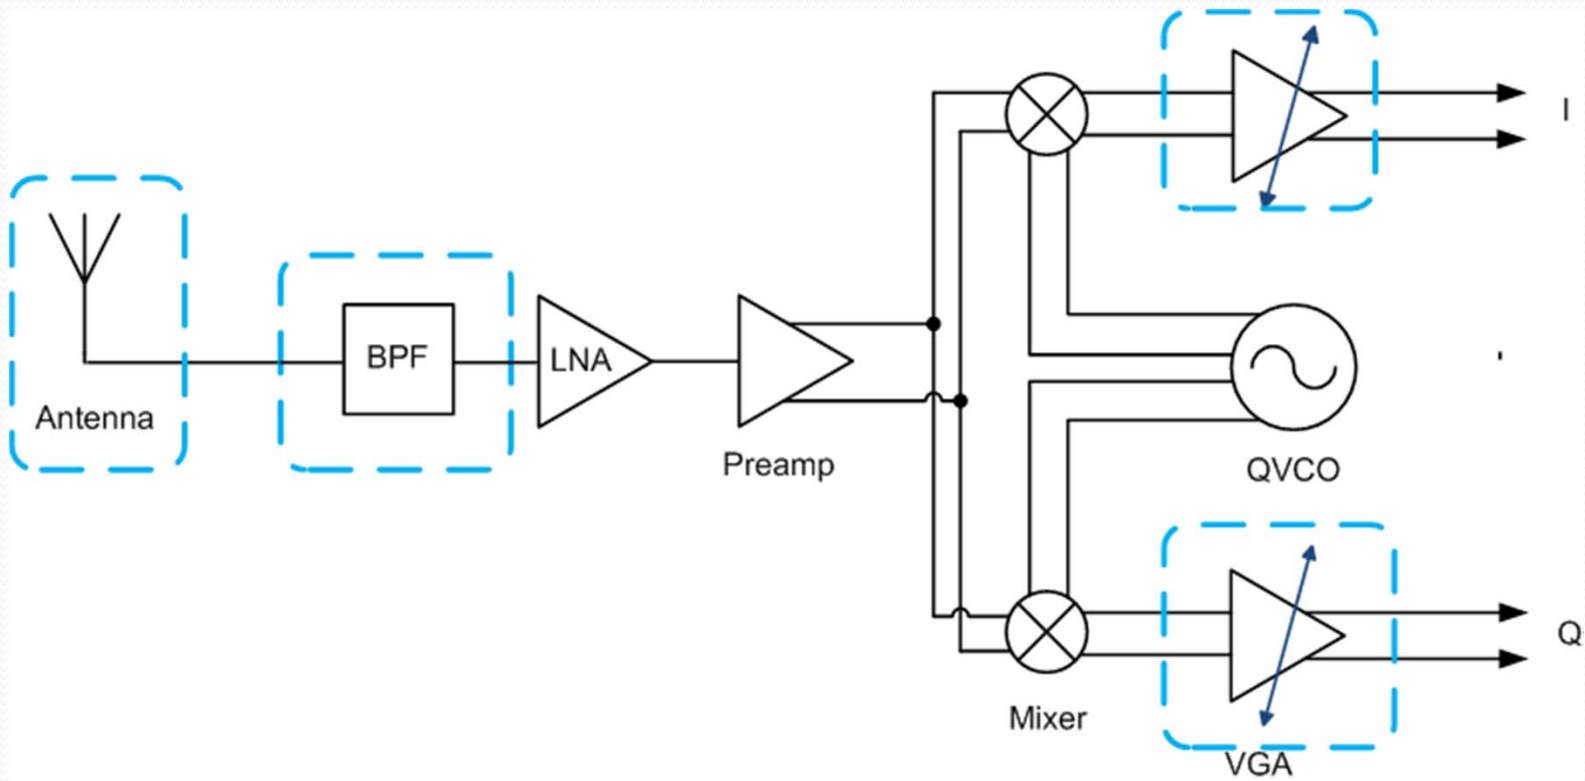 I
BPF
LNA
Antenna
Preamp
QVCO
Q
Mixer
VGA